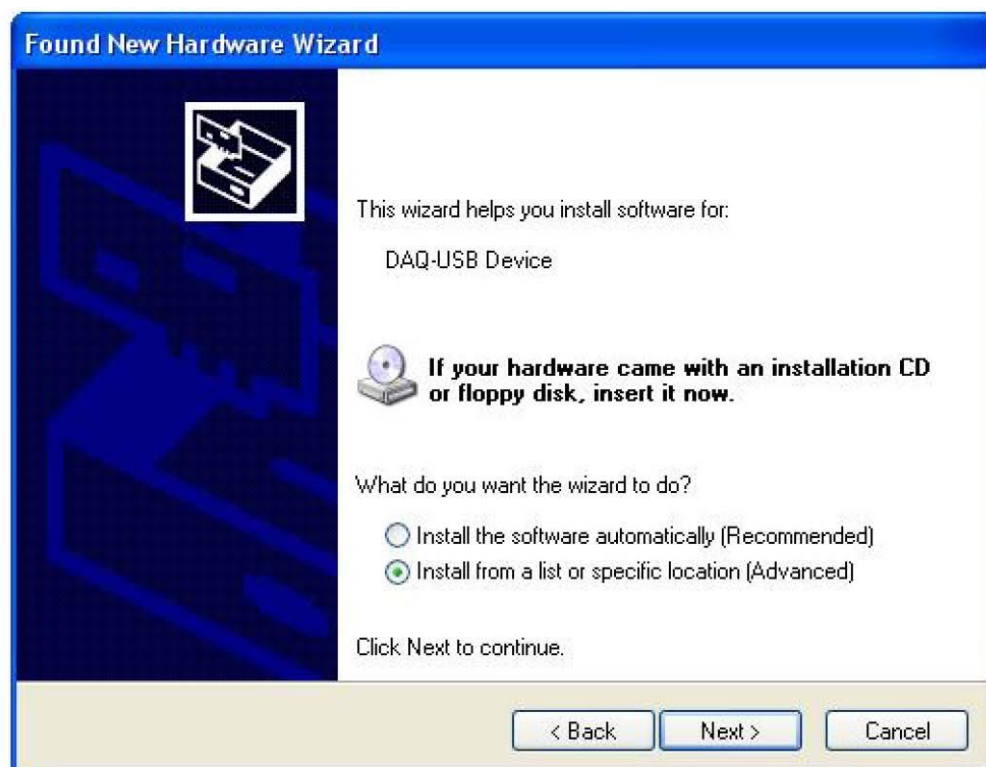 Found New Hardware Wizard
This wizard helps you install software for:
DAQ-USB Device
If your hardware came with an installation CD
or floppy disk, insert it now.
What do you want the wizard to do?
Install the software automatically (Recommended)
Install from a list or specific location (Advanced)
Click Next to continue.
< Back
Next >
Cancel